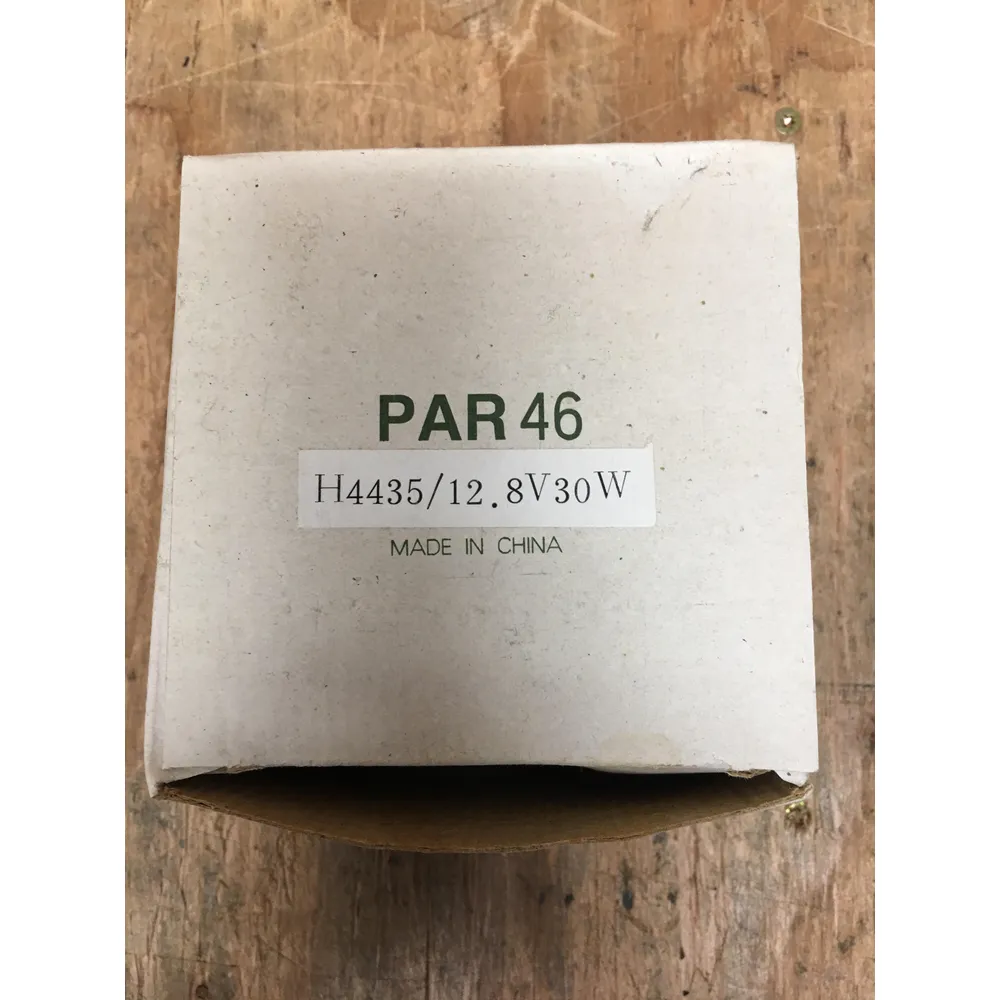 PAR 46
H4435/12.8V30W
MADE IN CHINA